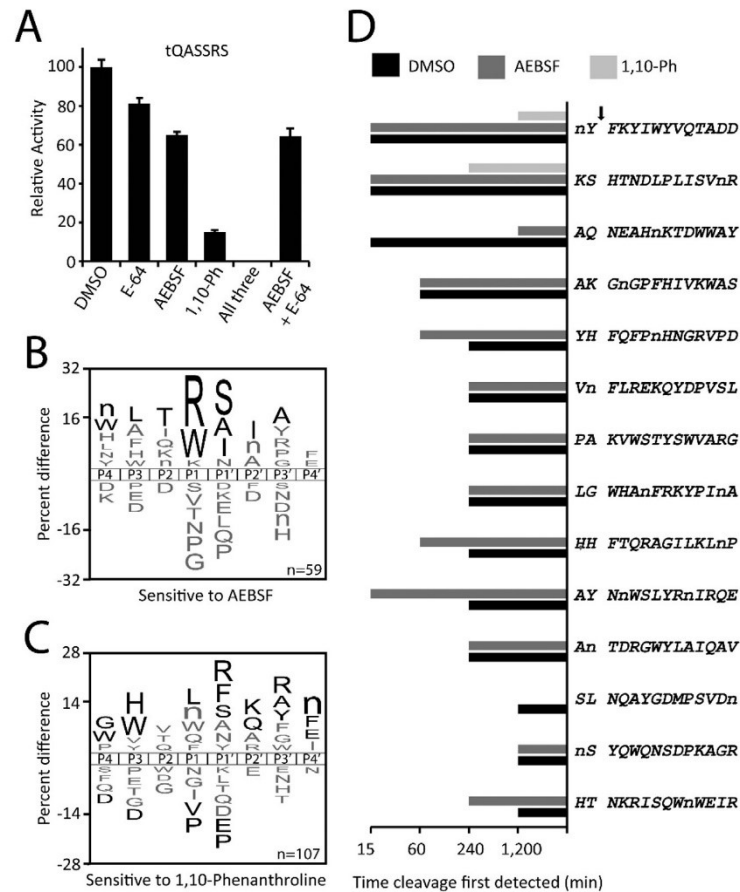 A
tQASSRS
Relative Activity
100
80
60
40
20
0
DMSO
E-64
AEBSF
1,10-Ph
All three
AEBSF
+ E-64
B
Percent difference
32
16
-16
-32
n W H L N Y
L A F H W
T I Q K n
R W K
S A I N
I n A
A Y R P G
F E
P4 P3 P2 P1 P1' P2' P3' P4'
D K
P E D
D
S V T N P G
D K E L Q P
F D
S N D n H
n=59
Sensitive to AEBSF
C
Percent difference
28
14
-14
-28
G W P
H W V Y
V T Q
L n W Q F
R F S A N Y
K Q A R
R A Y F G W
n F E I
P4 P3 P2 P1 P1' P2' P3' P4'
S F Q D
P E T G D
W D G
N G I V P
K L T Q D E P
E
E N H T
N
n=107
Sensitive to 1,10-Phenanthroline
D
DMSO AEBSF 1,10-Ph
nY FKYIWYVQTADD
KS HTNDLPLISVnR
AQ NEAHnKTDWWAY
AK GnGPFHIVKWAS
YH FQFPnHNGRVPD
Vn FLREKQYDPVSL
PA KVWSTYSWVARG
LG WHAnFRKYPInA
HH FTQRAGILKLnP
AY NnWSLYRnIRQE
An TDRGWYLAIQAV
SL NQAYGDMPSVDn
nS YQWQNSDPKAGR
HT NKRISQWnWEIR
15 60 240 1,200
Time cleavage first detected (min)